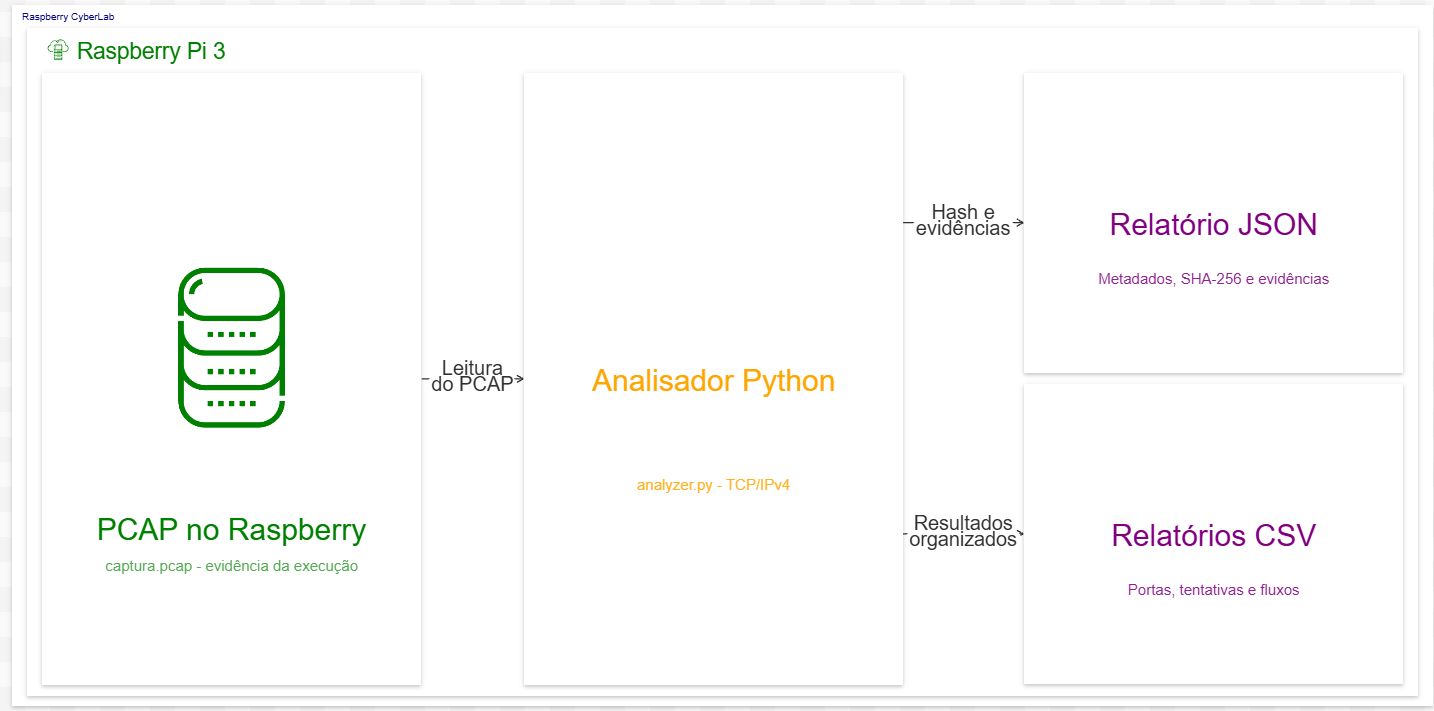 Raspberry CyberLab
Raspberry Pi 3
PCAP no Raspberry
captura.pcap - evidência da execução
Leitura
do PCAP
Analisador Python
analyzer.py - TCP/IPv4
Hash e
evidências
Relatório JSON
Metadados, SHA-256 e evidências
Resultados
organizados
Relatórios CSV
Portas, tentativas e fluxos